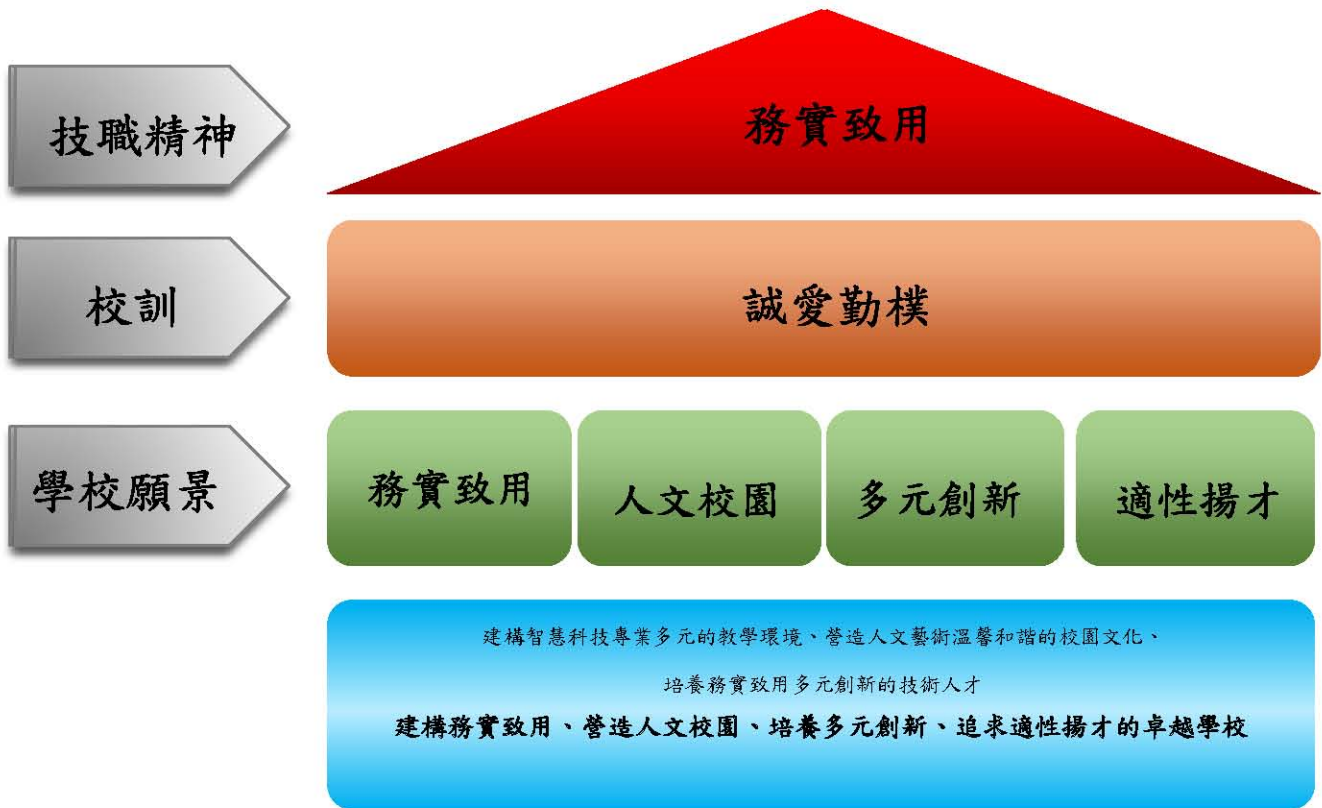 技職精神
務實致用
校訓
誠愛勤樸
學校願景
務實致用
人文校園
多元創新
適性揚才
建構智慧科技專業多元的教學環境、營造人文藝術溫馨和諧的校園文化、
培養務實致用多元創新的技術人才
建構務實致用、營造人文校園、培養多元創新、追求適性揚才的卓越學校